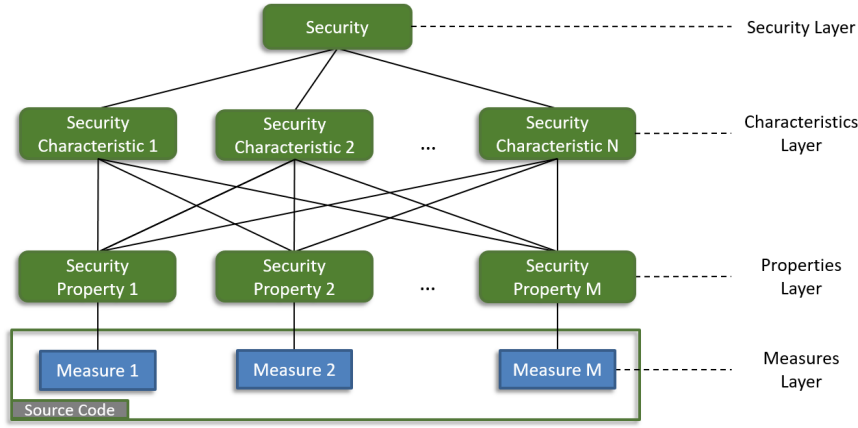 Security
Security Layer
Security
Characteristic 1
Security
Characteristic 2
...
Security
Characteristic N
Characteristics
Layer
Security
Property 1
Security
Property 2
...
Security
Property M
Properties
Layer
Measure 1
Measure 2
Measure M
Measures
Layer
Source Code